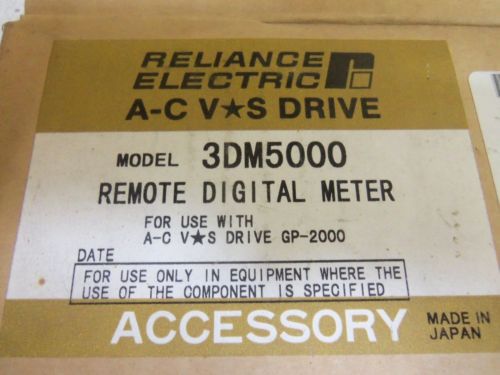 RELIANCE
ELECTRIC
A-C V★S DRIVE
MODEL 3DM5000
REMOTE DIGITAL METER
FOR USE WITH
A-C V★S DRIVE GP-2000
DATE
FOR USE ONLY IN EQUIPMENT WHERE THE
USE OF THE COMPONENT IS SPECIFIED
ACCESSORY
MADE IN
JAPAN